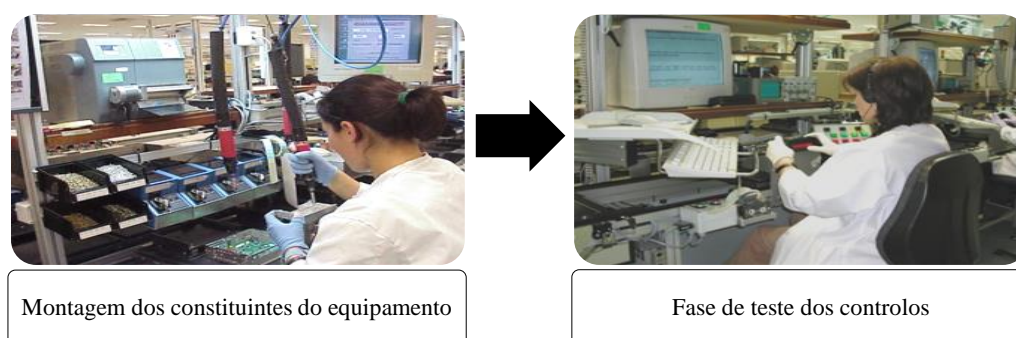 Montagem dos constituintes do equipamento
Fase de teste dos controlos